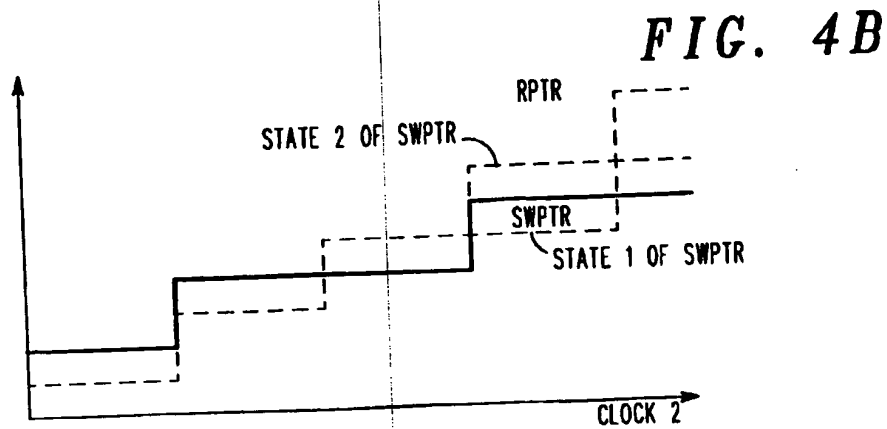 FIG. 4B
RPTR
STATE 2 OF SWPTR
SWPTR
STATE 1 OF SWPTR
CLOCK 2